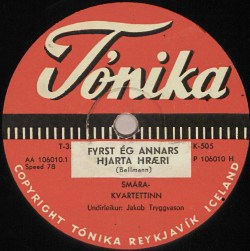 Tónika
FYRST ÉG ANNARS
HJARTA HRÆRI
(Bellmann)
K-505
AA 106010.1
Speed 78
P 106010 H
SMÁRA-
KVARTETTINN
Undirleikur: Jakob Tryggvason
COPYRIGHT TÓNIKA REYKJAVÍK ICELAND